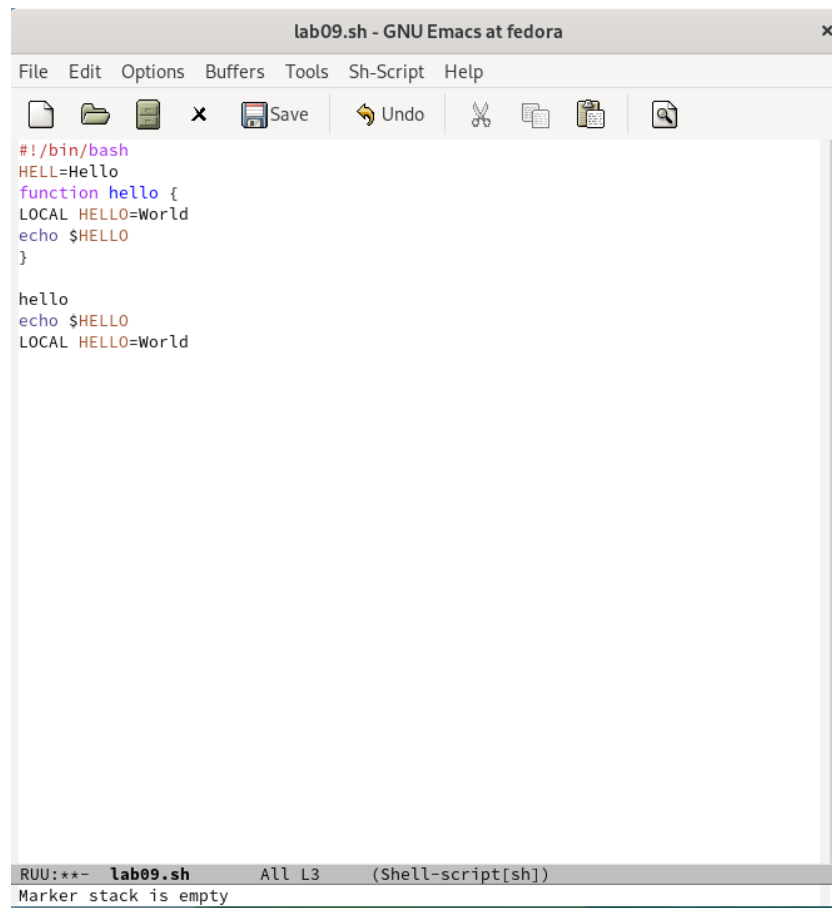 lab09.sh - GNU Emacs at fedora
File Edit Options Buffers Tools Sh-Script Help
Save Undo
#!/bin/bash
HELL=Hello
function hello {
LOCAL HELLO=World
echo $HELLO
}
hello
echo $HELLO
LOCAL HELLO=World
RUU:**- lab09.sh All L3 (Shell-script[sh])
Marker stack is empty